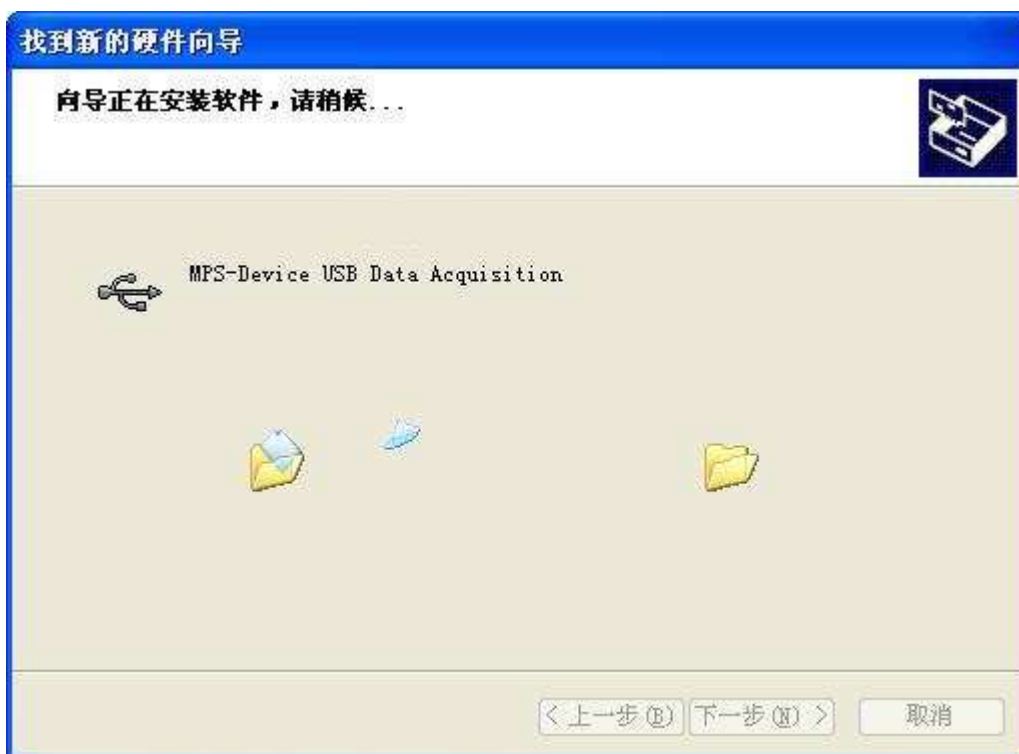 找到新的硬件向导
向导正在安装软件，请稍候...
MPS-Device USB Data Acquisition
< 上一步(B) 下一步(N) > 取消